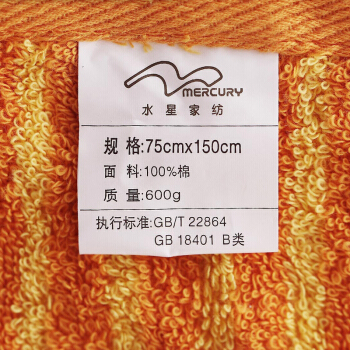 MERCURY
水星家纺
规 格:75cmx150cm
面 料:100%棉
质 量:600g
执行标准:GB/T 22864
GB 18401 B类